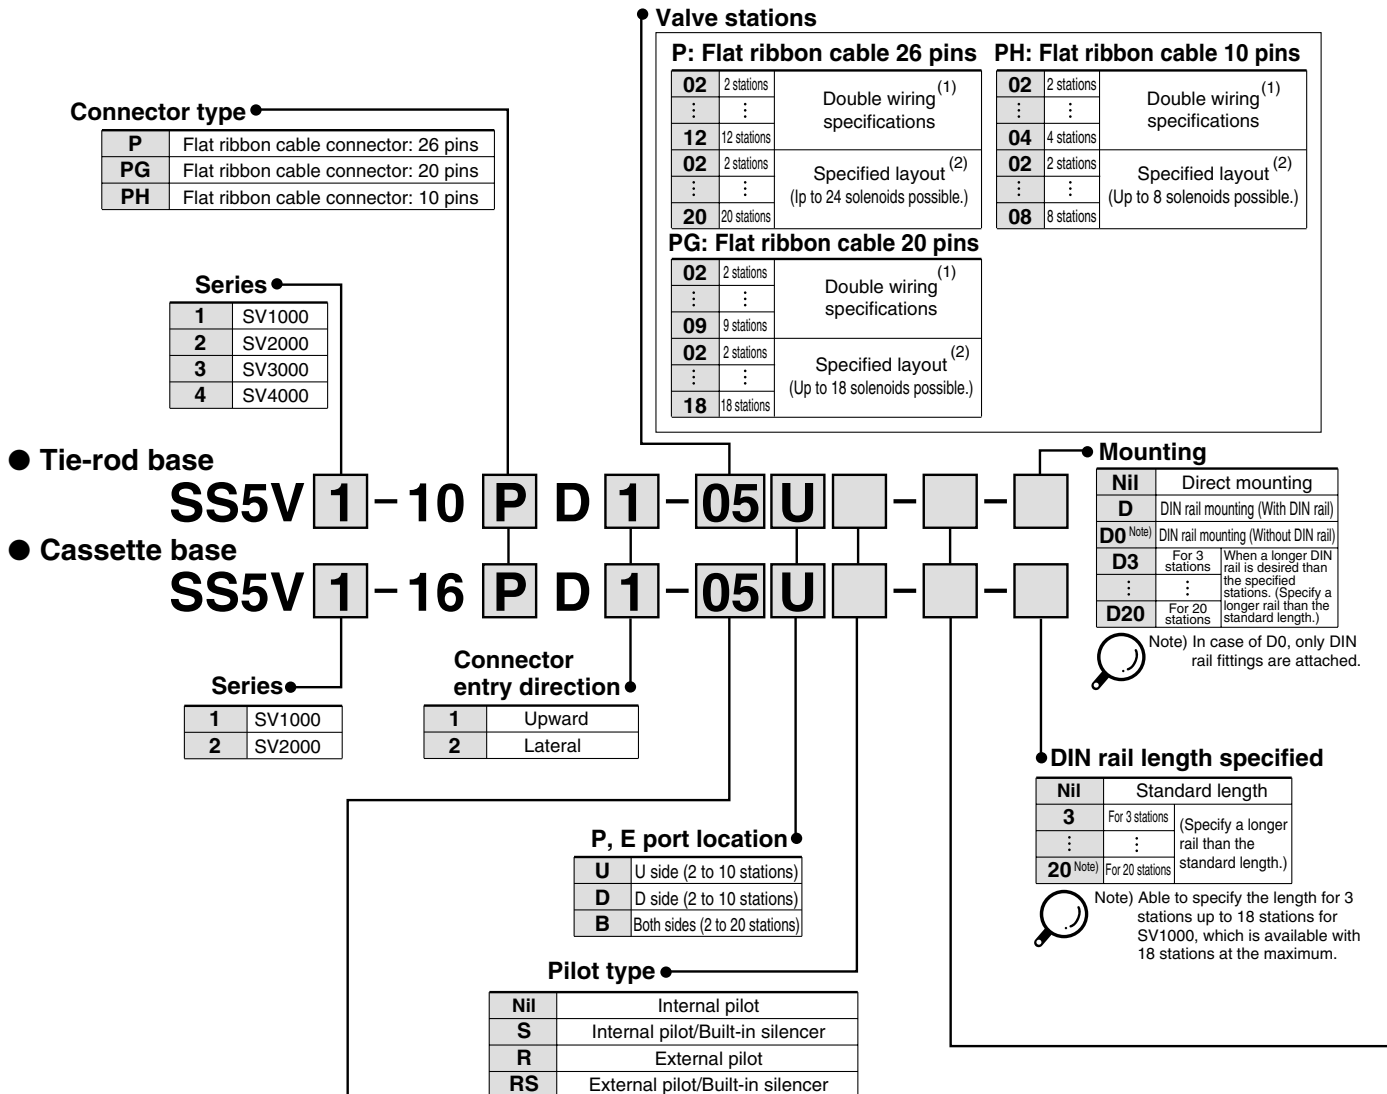 Valve stations
P: Flat ribbon cable 26 pins
02 2 stations
⋮ ⋮
12 12 stations
Double wiring (1)
specifications
02 2 stations
⋮ ⋮
20 20 stations
Specified layout (2)
(Ip to 24 solenoids possible.)
PH: Flat ribbon cable 10 pins
02 2 stations
⋮ ⋮
04 4 stations
Double wiring (1)
specifications
02 2 stations
⋮ ⋮
08 8 stations
Specified layout (2)
(Up to 8 solenoids possible.)
PG: Flat ribbon cable 20 pins
02 2 stations
⋮ ⋮
09 9 stations
Double wiring (1)
specifications
02 2 stations
⋮ ⋮
18 18 stations
Specified layout (2)
(Up to 18 solenoids possible.)
Connector type
P Flat ribbon cable connector: 26 pins
PG Flat ribbon cable connector: 20 pins
PH Flat ribbon cable connector: 10 pins
Series
1 SV1000
2 SV2000
3 SV3000
4 SV4000
● Tie-rod base
SS5V 1 - 10 P D 1 - 05 U - -
● Cassette base
SS5V 1 - 16 P D 1 - 05 U - -
Mounting
Nil Direct mounting
D DIN rail mounting (With DIN rail)
D0 Note) DIN rail mounting (Without DIN rail)
D3 For 3
stations
⋮ ⋮
D20 For 20
stations
When a longer DIN
rail is desired than
the specified
stations. (Specify a
longer rail than the
standard length.)
Note) In case of D0, only DIN
rail fittings are attached.
Series
1 SV1000
2 SV2000
Connector
entry direction
1 Upward
2 Lateral
DIN rail length specified
Nil Standard length
3 For 3 stations
⋮ ⋮
20 Note) For 20 stations
(Specify a longer
rail than the
standard length.)
Note) Able to specify the length for 3
stations up to 18 stations for
SV1000, which is available with
18 stations at the maximum.
P, E port location
U U side (2 to 10 stations)
D D side (2 to 10 stations)
B Both sides (2 to 20 stations)
Pilot type
Nil Internal pilot
S Internal pilot/Built-in silencer
R External pilot
RS External pilot/Built-in silencer